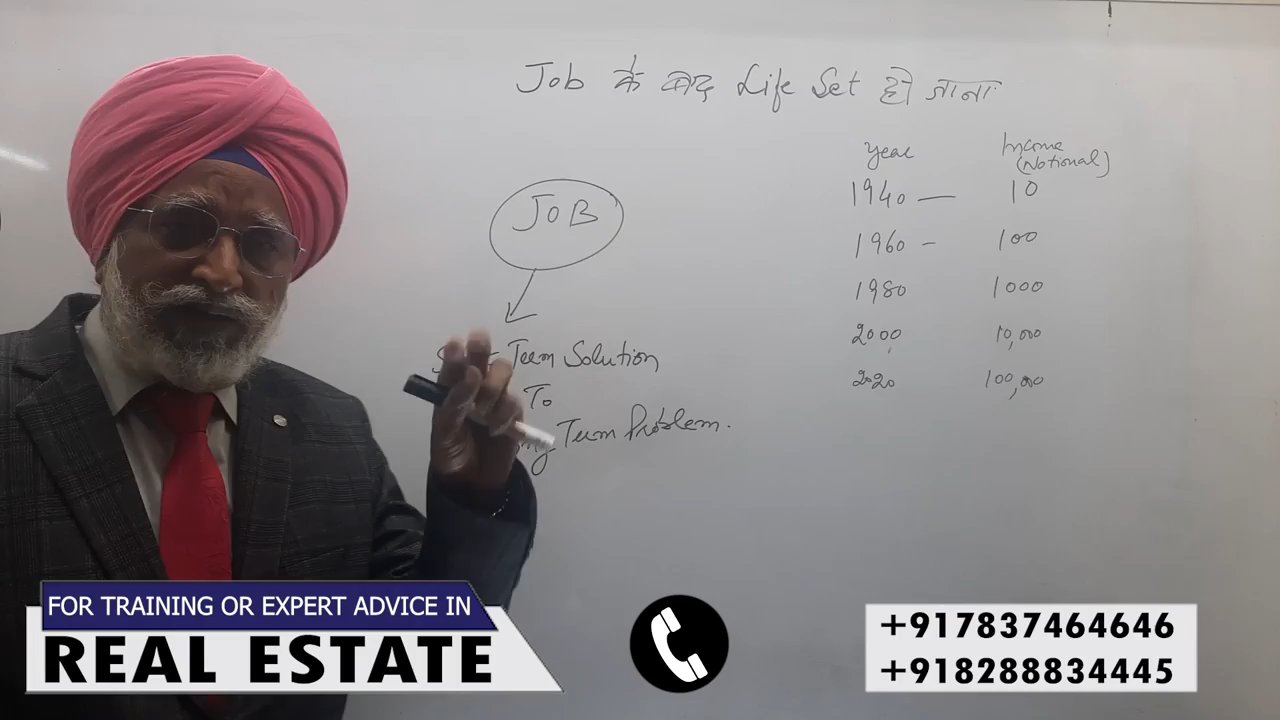 Job के बाद Life Set हो जाना
JOB
Term Solution
To
Term Problem.
Year Income (Notional)
1940 — 10
1960 – 100
1980 1000
2000 10,000
2020 100,000
FOR TRAINING OR EXPERT ADVICE IN
REAL ESTATE
+917837464646
+918288834445